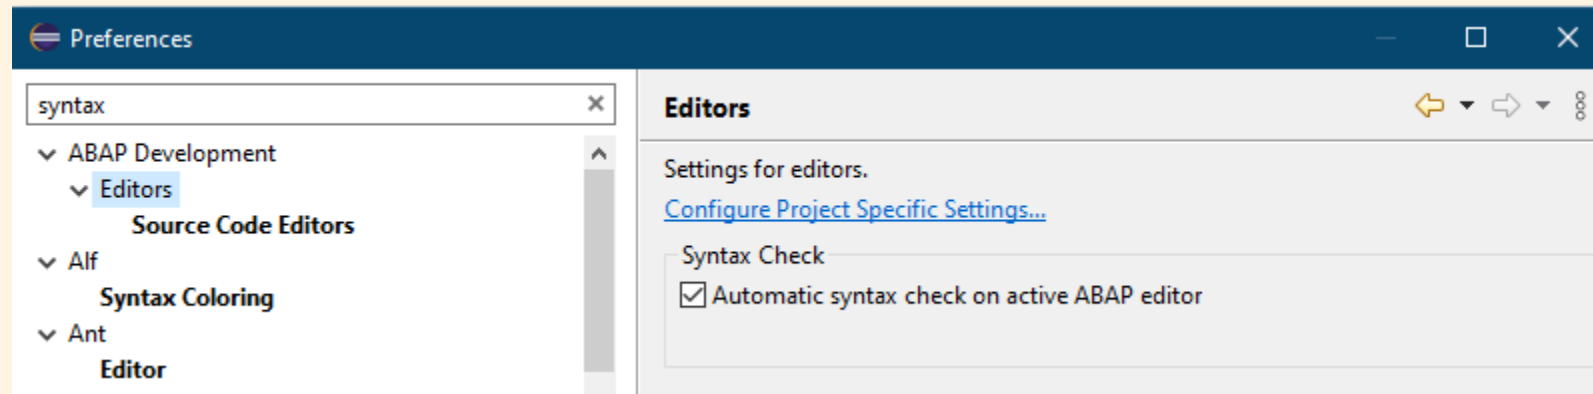 Preferences
syntax
ABAP Development
Editors
Source Code Editors
Alf
Syntax Coloring
Ant
Editor
Editors
Settings for editors.
Configure Project Specific Settings...
Syntax Check
Automatic syntax check on active ABAP editor